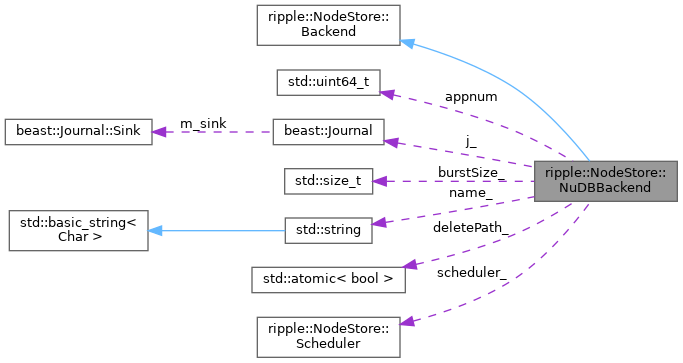 ripple::NodeStore::
Backend
std::uint64_t
appnum
beast::Journal::Sink
m_sink
beast::Journal
j_
ripple::NodeStore::
NuDBBackend
std::size_t
burstSize_
name_
std::basic_string<
Char >
std::string
deletePath_
std::atomic< bool >
scheduler_
ripple::NodeStore::
Scheduler